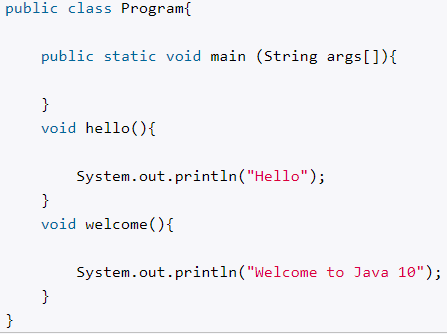 public class Program{
public static void main (String args[]){
}
void hello(){
System.out.println("Hello");
}
void welcome(){
System.out.println("Welcome to Java 10");
}
}